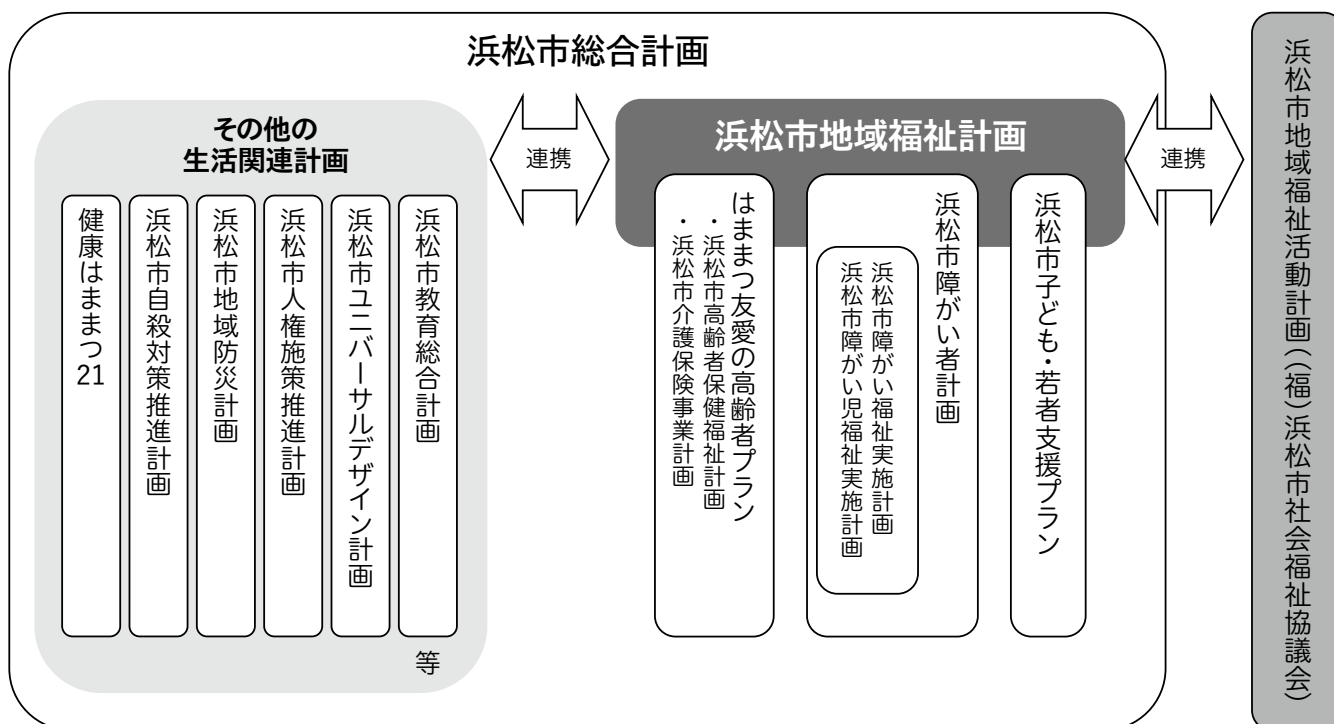 浜松市総合計画
その他の
生活関連計画
健康はままつ21
浜松市自殺対策推進計画
浜松市地域防災計画
浜松市人権施策推進計画
浜松市ユニバーサルデザイン計画
浜松市教育総合計画
等
連携
浜松市地域福祉計画
はままつ友愛の高齢者プラン
・浜松市高齢者保健福祉計画
・浜松市介護保険事業計画
浜松市障がい者計画
浜松市障がい福祉実施計画
浜松市障がい児福祉実施計画
浜松市子ども・若者支援プラン
連携
浜松市地域福祉活動計画((福)浜松市社会福祉協議会)